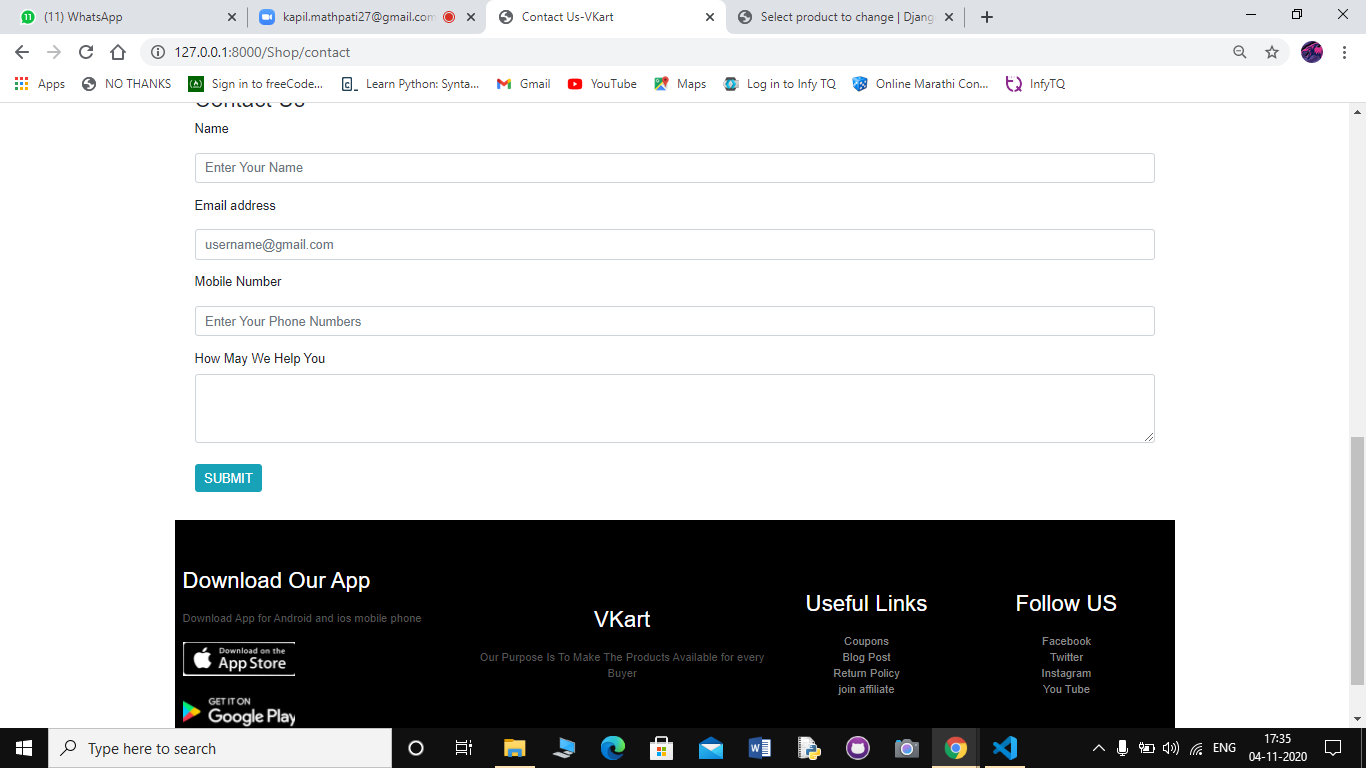 (11) WhatsApp
kapil.mathpati27@gmail.com
Contact Us-VKart
Select product to change | Djang
127.0.0.1:8000/Shop/contact
Apps
NO THANKS
Sign in to freeCode...
Learn Python: Synta...
Gmail
YouTube
Maps
Log in to Infy TQ
Online Marathi Con...
InfyTQ
Contact Us
Name
Enter Your Name
Email address
username@gmail.com
Mobile Number
Enter Your Phone Numbers
How May We Help You
SUBMIT
Download Our App
Download App for Android and ios mobile phone
Download on the
App Store
GET IT ON
Google Play
VKart
Our Purpose Is To Make The Products Available for every
Buyer
Useful Links
Coupons
Blog Post
Return Policy
join affiliate
Follow US
Facebook
Twitter
Instagram
You Tube
Type here to search
ENG
17:35
04-11-2020